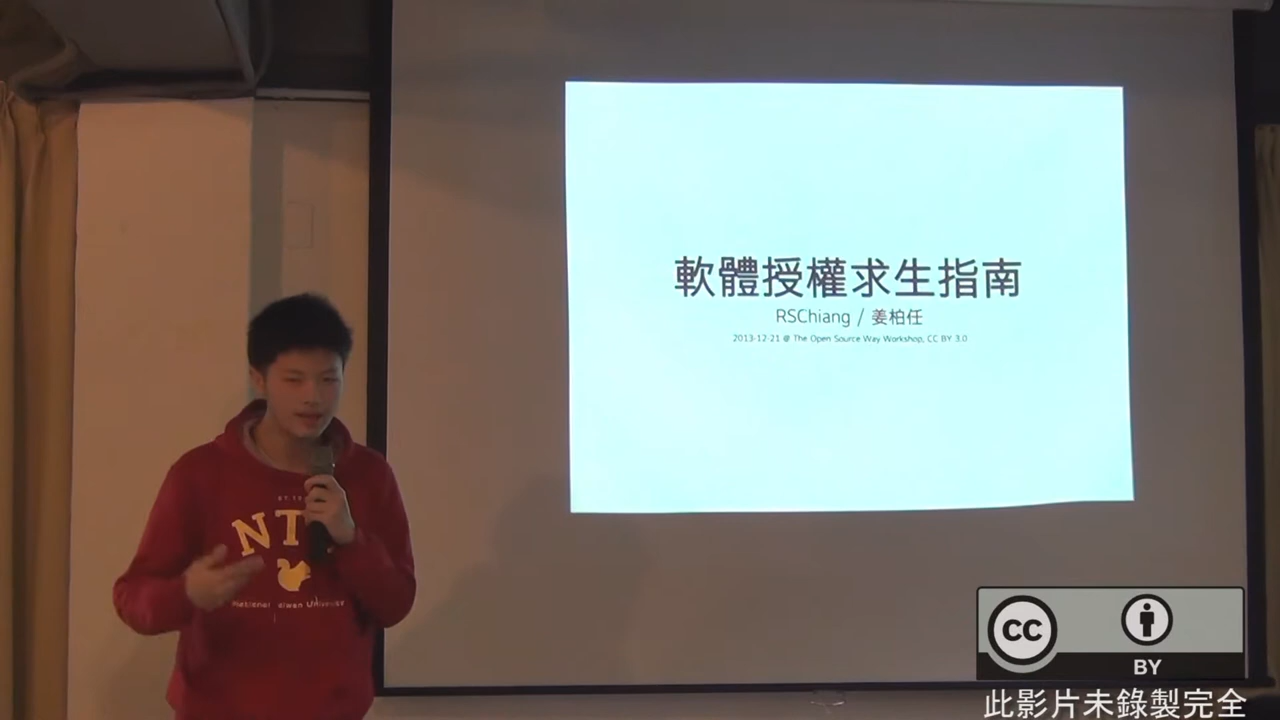 軟體授權求生指南
RSChiang / 姜柏任
2013-12-21 @ The Open Source Way Workshop, CC BY 3.0
NT
National
CC
BY
此影片未錄製完全